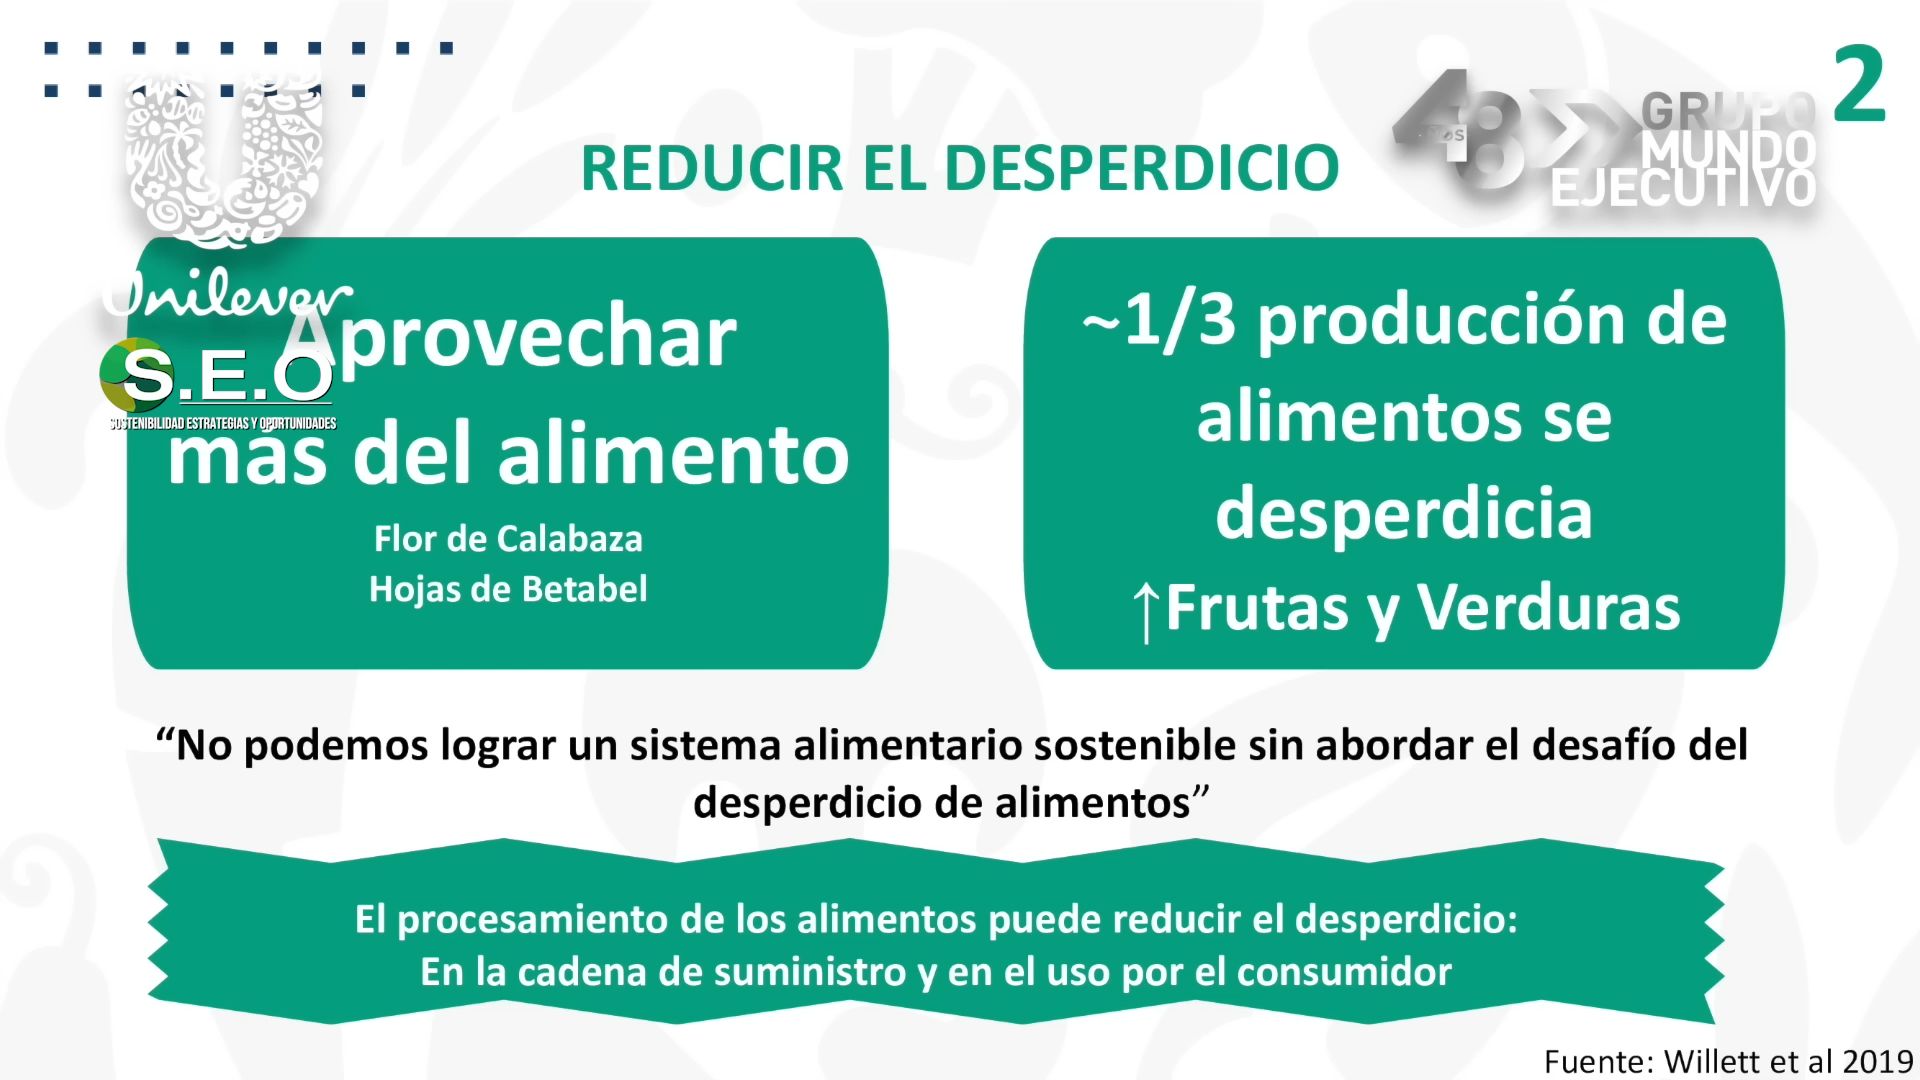 2
48 AÑOS
GRUPO
MUNDO
EJECUTIVO
REDUCIR EL DESPERDICIO
Unilever
S.E.O
SOSTENIBILIDAD ESTRATEGIAS Y OPORTUNIDADES
Aprovechar
más del alimento
Flor de Calabaza
Hojas de Betabel
~1/3 producción de
alimentos se
desperdicia
↑Frutas y Verduras
“No podemos lograr un sistema alimentario sostenible sin abordar el desafío del
desperdicio de alimentos”
El procesamiento de los alimentos puede reducir el desperdicio:
En la cadena de suministro y en el uso por el consumidor
Fuente: Willett et al 2019